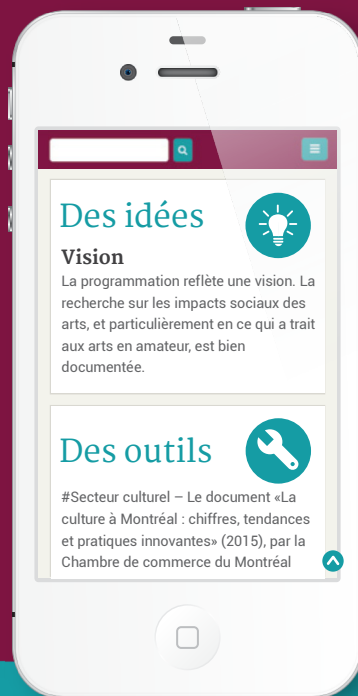 Des idées
Vision
La programmation reflète une vision. La
recherche sur les impacts sociaux des
arts, et particulièrement en ce qui a trait
aux arts en amateur, est bien
documentée.
Des outils
#Secteur culturel – Le document «La
culture à Montréal : chiffres, tendances
et pratiques innovantes» (2015), par la
Chambre de commerce du Montréal